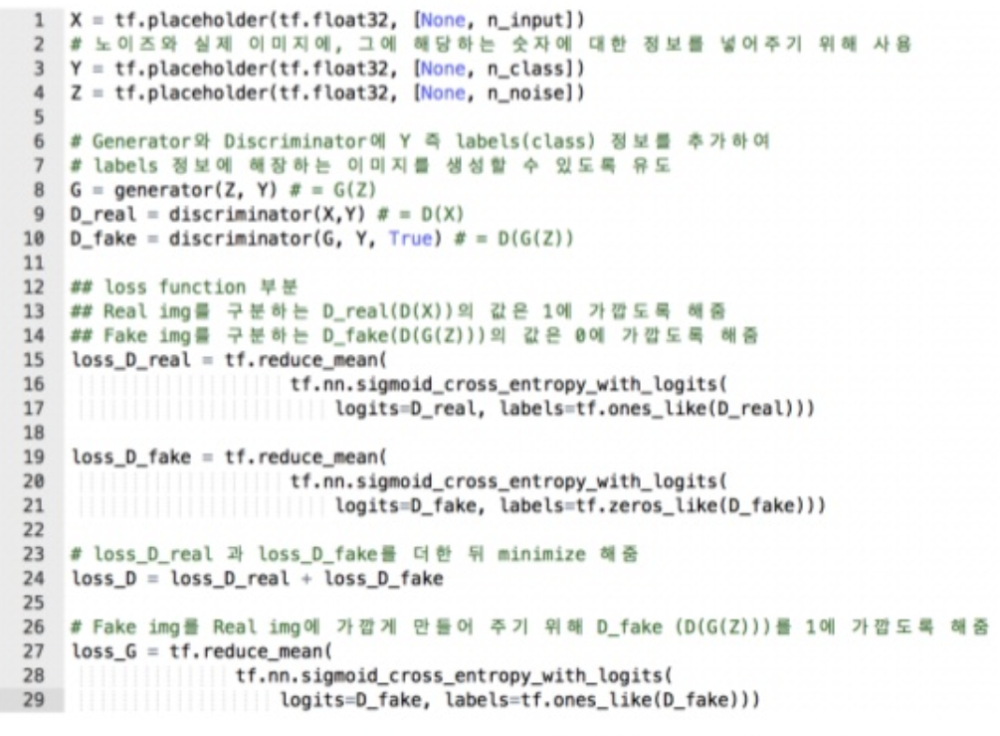 1 X = tf.placeholder(tf.float32, [None, n_input])
2 # 노이즈와 실제 이미지에, 그에 해당하는 숫자에 대한 정보를 넣어주기 위해 사용
3 Y = tf.placeholder(tf.float32, [None, n_class])
4 Z = tf.placeholder(tf.float32, [None, n_noise])
5
6 # Generator와 Discriminator에 Y 즉 labels(class) 정보를 추가하여
7 # labels 정보에 해장하는 이미지를 생성할 수 있도록 유도
8 G = generator(Z, Y) # = G(Z)
9 D_real = discriminator(X,Y) # = D(X)
10 D_fake = discriminator(G, Y, True) # = D(G(Z))
11
12 ## loss function 부분
13 ## Real img를 구분하는 D_real(D(X))의 값은 1에 가깝도록 해줌
14 ## Fake img를 구분하는 D_fake(D(G(Z)))의 값은 0에 가깝도록 해줌
15 loss_D_real = tf.reduce_mean(
16 tf.nn.sigmoid_cross_entropy_with_logits(
17 logits=D_real, labels=tf.ones_like(D_real)))
18
19 loss_D_fake = tf.reduce_mean(
20 tf.nn.sigmoid_cross_entropy_with_logits(
21 logits=D_fake, labels=tf.zeros_like(D_fake)))
22
23 # loss_D_real 과 loss_D_fake를 더한 뒤 minimize 해줌
24 loss_D = loss_D_real + loss_D_fake
25
26 # Fake img를 Real img에 가깝게 만들어 주기 위해 D_fake (D(G(Z)))를 1에 가깝도록 해줌
27 loss_G = tf.reduce_mean(
28 tf.nn.sigmoid_cross_entropy_with_logits(
29 logits=D_fake, labels=tf.ones_like(D_fake)))